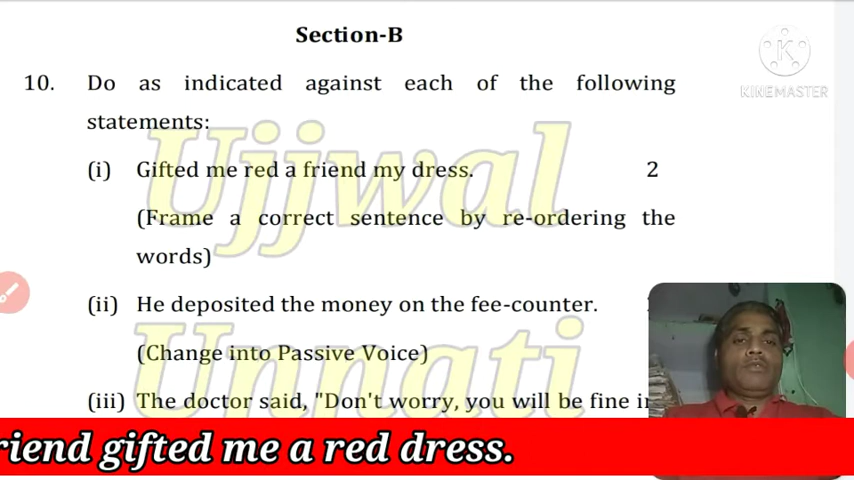 Section-B
KINEMASTER
10. Do as indicated against each of the following
statements:
(i) Gifted me red a friend my dress. 2
(Frame a correct sentence by re-ordering the
words)
(ii) He deposited the money on the fee-counter.
(Change into Passive Voice)
(iii) The doctor said, "Don't worry, you will be fine
Ujjwal
Unnati
gifted me a red dress.